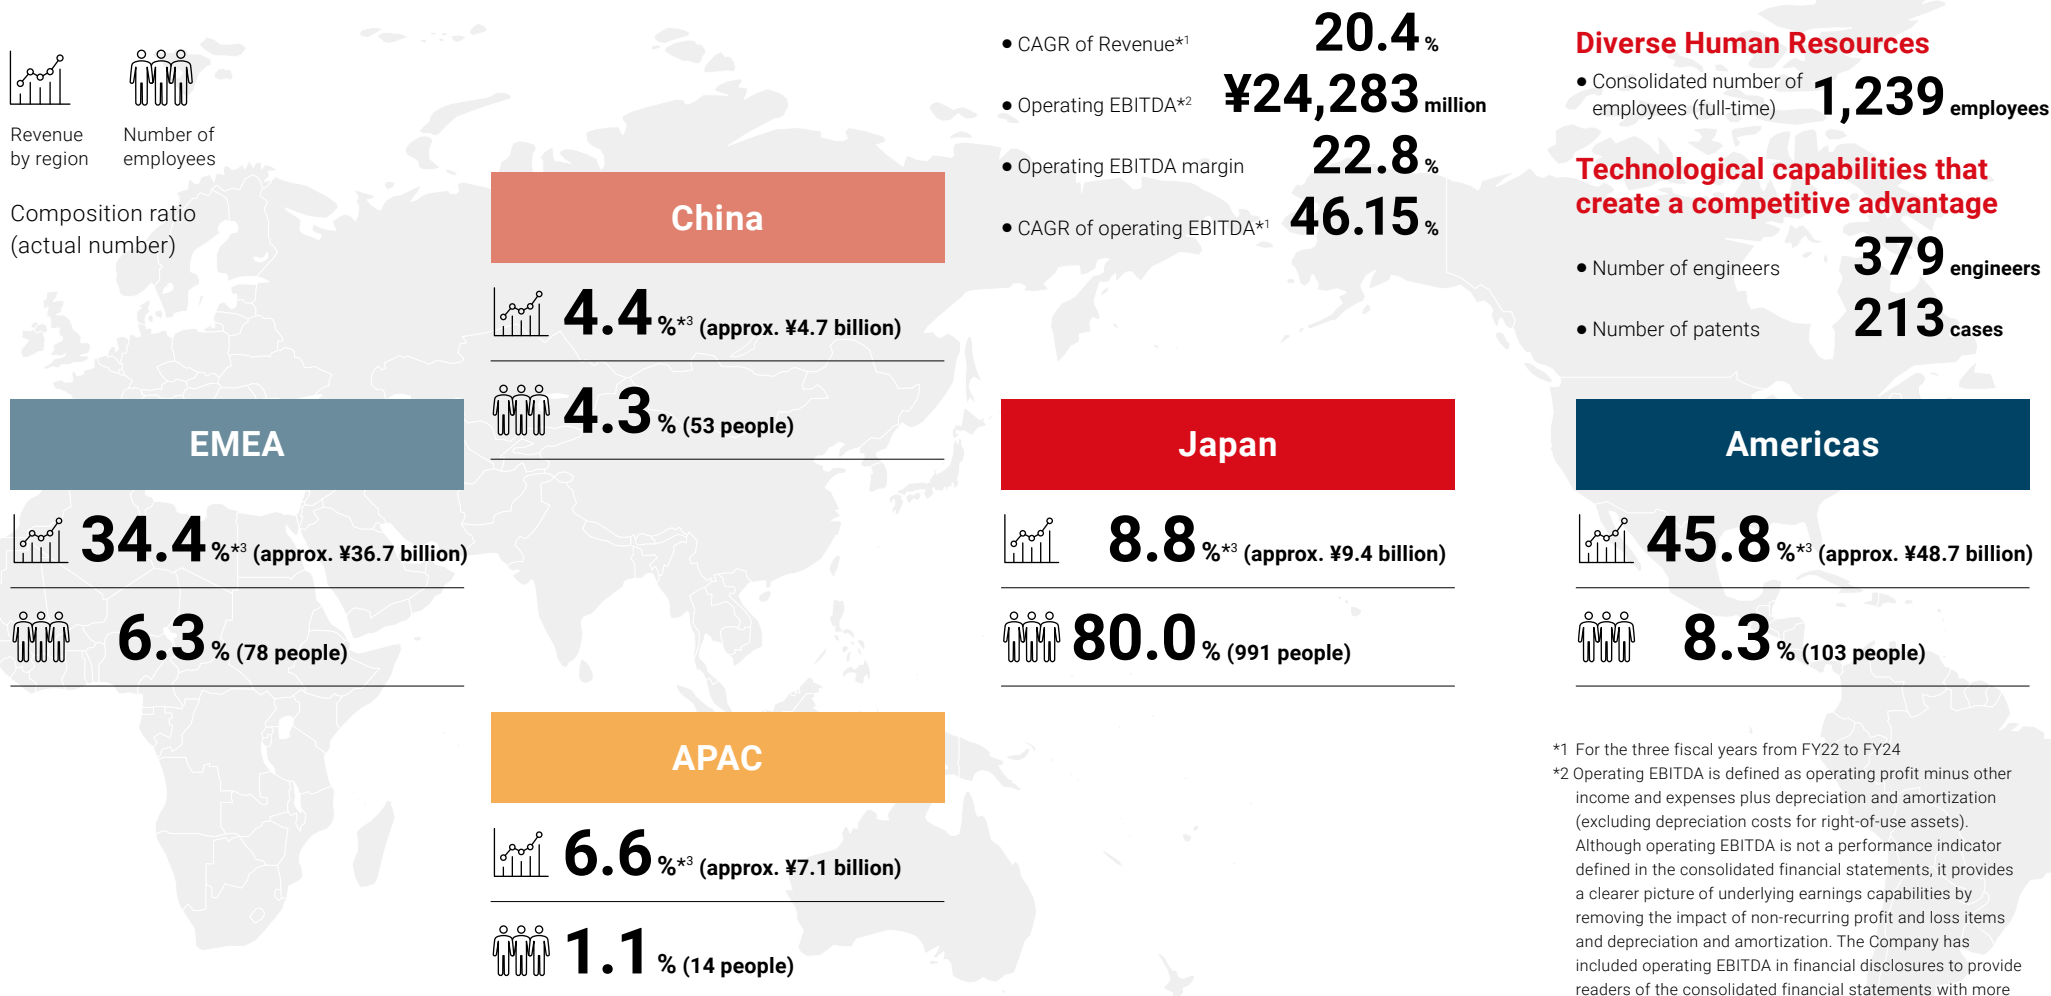 Revenue
by region
Number of
employees
Composition ratio
(actual number)
● CAGR of Revenue*1 20.4 %
● Operating EBITDA*2 ¥24,283 million
● Operating EBITDA margin 22.8 %
● CAGR of operating EBITDA*1 46.15 %
Diverse Human Resources
● Consolidated number of
employees (full-time) 1,239 employees
Technological capabilities that
create a competitive advantage
● Number of engineers 379 engineers
● Number of patents 213 cases
China
4.4 %*3 (approx. ¥4.7 billion)
4.3 % (53 people)
EMEA
34.4 %*3 (approx. ¥36.7 billion)
6.3 % (78 people)
Japan
8.8 %*3 (approx. ¥9.4 billion)
80.0 % (991 people)
Americas
45.8 %*3 (approx. ¥48.7 billion)
8.3 % (103 people)
APAC
6.6 %*3 (approx. ¥7.1 billion)
1.1 % (14 people)
*1 For the three fiscal years from FY22 to FY24
*2 Operating EBITDA is defined as operating profit minus other
income and expenses plus depreciation and amortization
(excluding depreciation costs for right-of-use assets).
Although operating EBITDA is not a performance indicator
defined in the consolidated financial statements, it provides
a clearer picture of underlying earnings capabilities by
removing the impact of non-recurring profit and loss items
and depreciation and amortization. The Company has
included operating EBITDA in financial disclosures to provide
readers of the consolidated financial statements with more